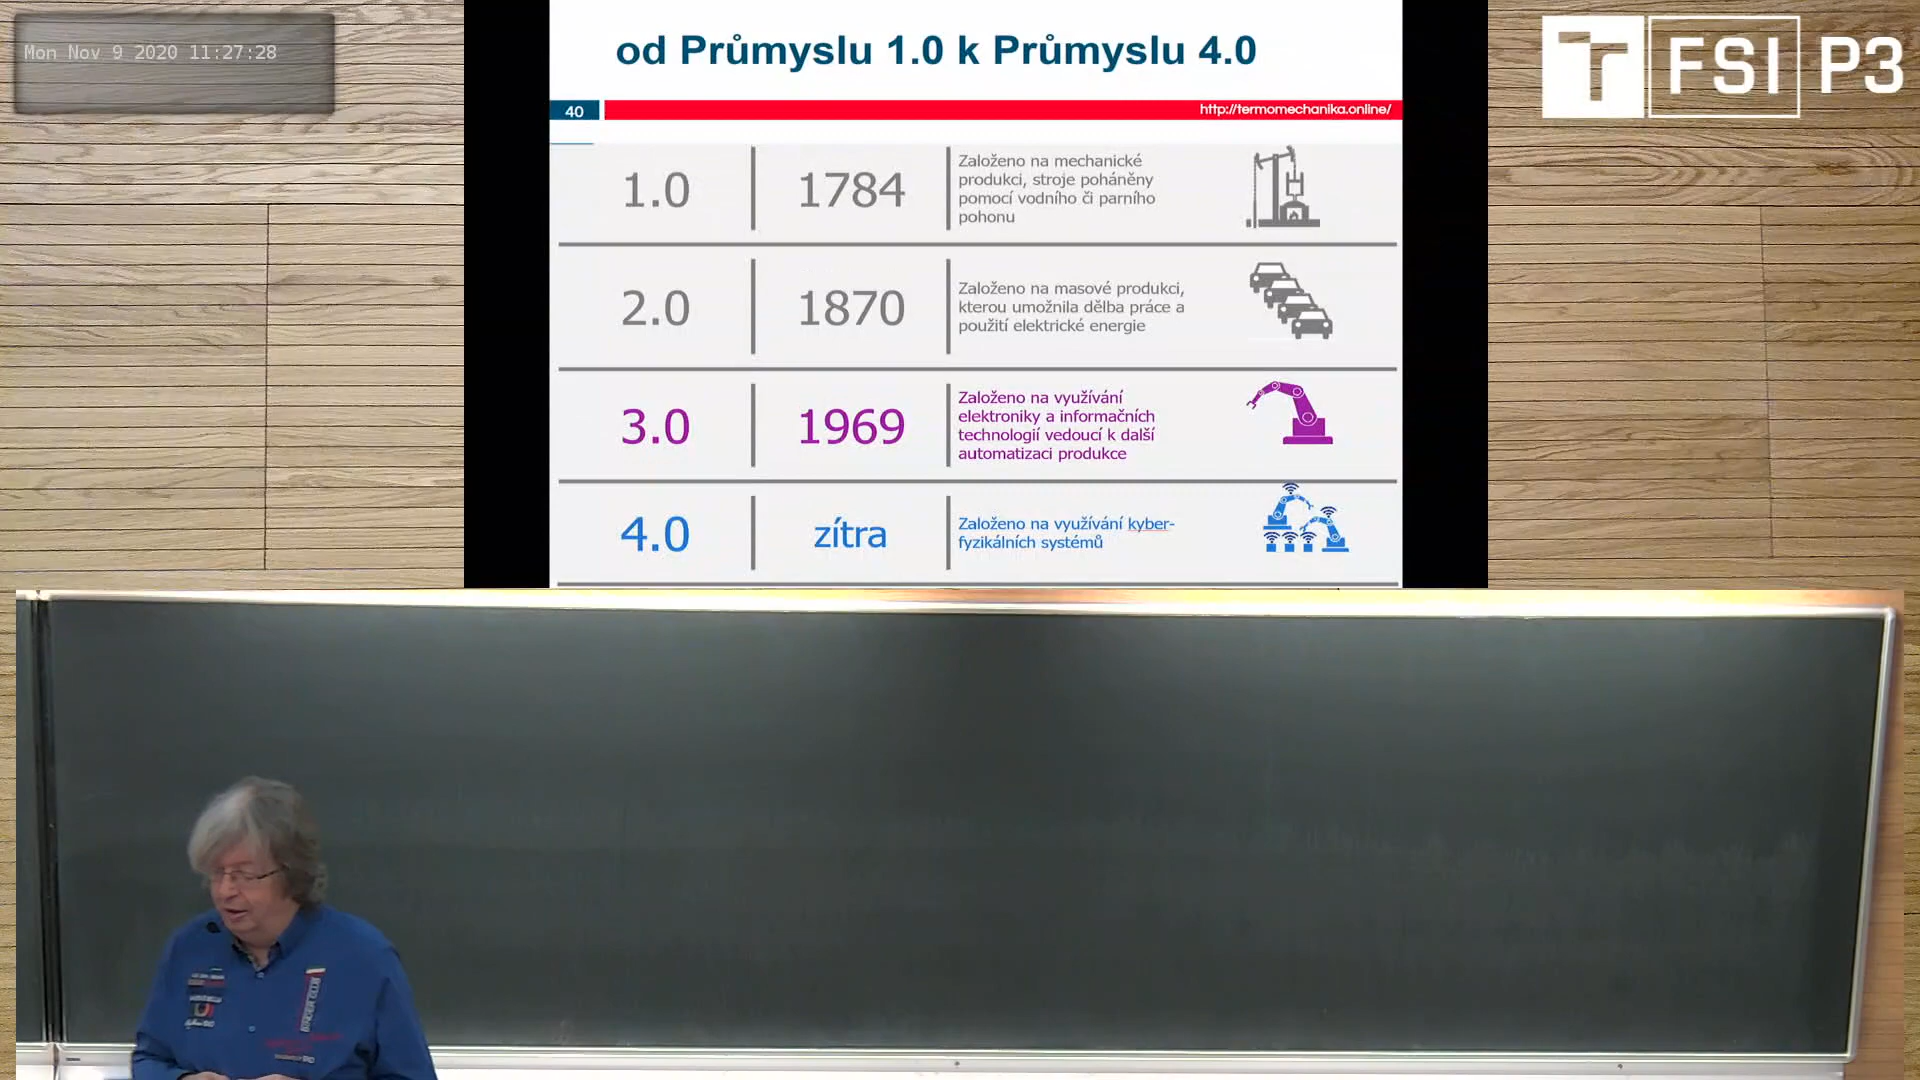 Mon Nov 9 2020 11:27:28
od Průmyslu 1.0 k Průmyslu 4.0
T FSI P3
40
http://termomechanika.online/
1.0
1784
Založeno na mechanické
produkci, stroje poháněny
pomocí vodního či parního
pohonu
2.0
1870
Založeno na masové produkci,
kterou umožnila dělba práce a
použití elektrické energie
3.0
1969
Založeno na využívání
elektroniky a informačních
technologií vedoucí k další
automatizaci produkce
4.0
zítra
Založeno na využívání kyber-
fyzikálních systémů